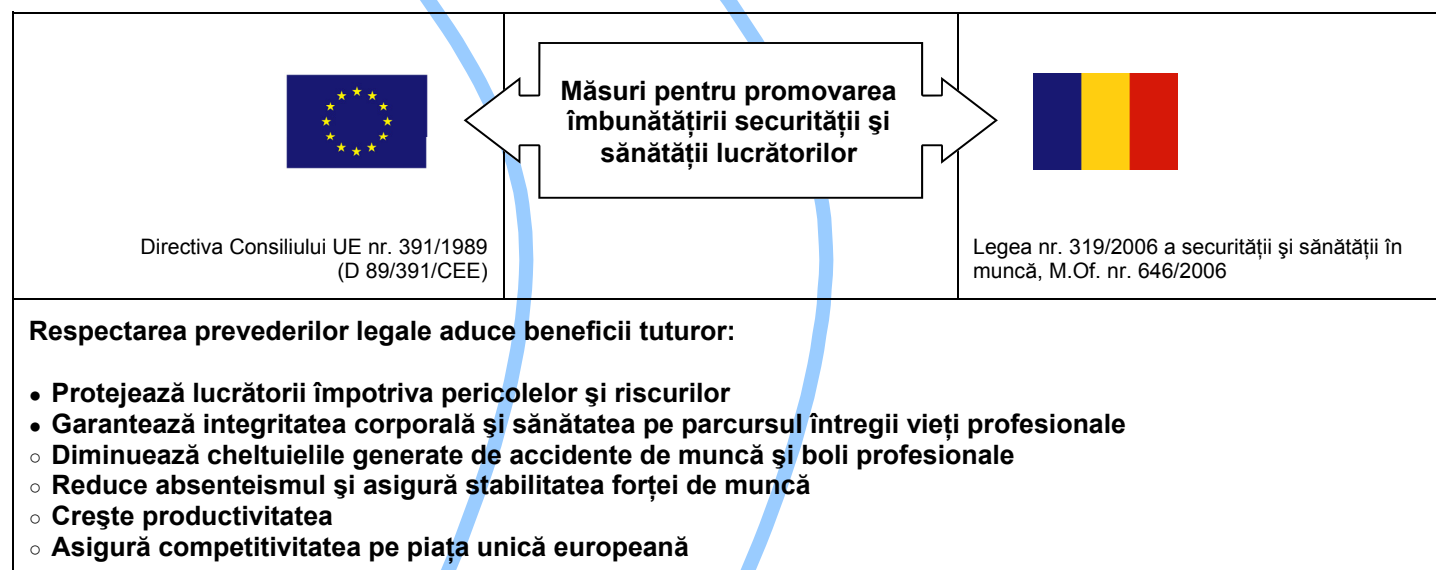 Măsuri pentru promovarea
îmbunătățirii securității şi
sănătății lucrătorilor
Directiva Consiliului UE nr. 391/1989
(D 89/391/CEE)
Legea nr. 319/2006 a securității şi sănătății în
muncă, M.Of. nr. 646/2006
Respectarea prevederilor legale aduce beneficii tuturor:
● Protejează lucrătorii împotriva pericolelor şi riscurilor
● Garantează integritatea corporală şi sănătatea pe parcursul întregii vieți profesionale
○ Diminuează cheltuielile generate de accidente de muncă şi boli profesionale
○ Reduce absenteismul şi asigură stabilitatea forței de muncă
○ Creşte productivitatea
○ Asigură competitivitatea pe piața unică europeană